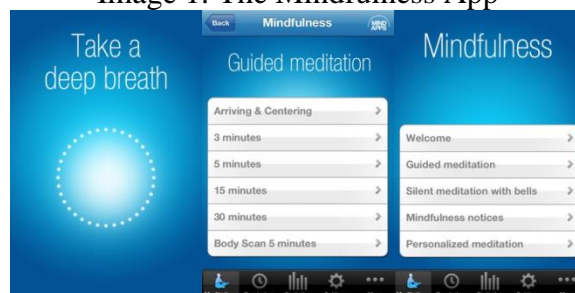 Image 1: The Mindfulness App
Take a
deep breath
Back
Mindfulness
MIND
APPS
Guided meditation
Arriving & Centering
3 minutes
5 minutes
15 minutes
30 minutes
Body Scan 5 minutes
Mindfulness
Welcome
Guided meditation
Silent meditation with bells
Mindfulness notices
Personalized meditation